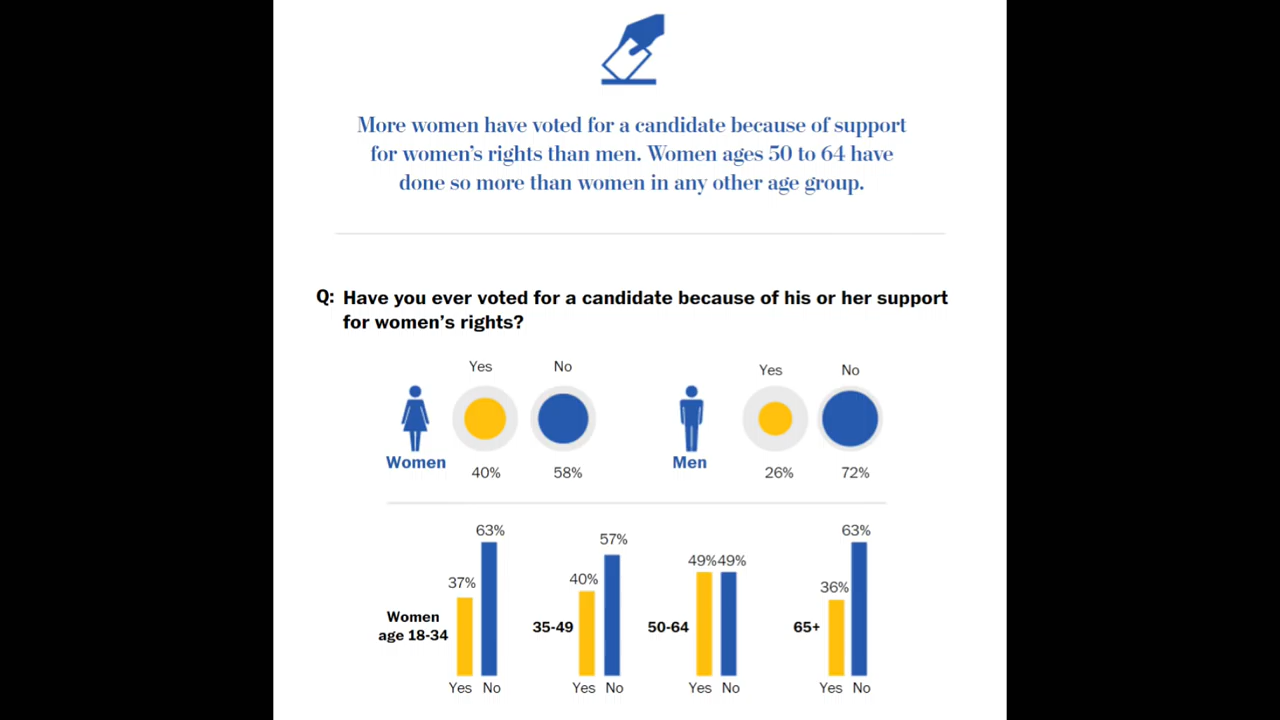 More women have voted for a candidate because of support
for women's rights than men. Women ages 50 to 64 have
done so more than women in any other age group.
Q: Have you ever voted for a candidate because of his or her support
for women's rights?
Yes No
Women
40% 58%
Yes No
Men
26% 72%
Women
age 18-34
37% 63%
Yes No
35-49
40% 57%
Yes No
50-64
49% 49%
Yes No
65+
36% 63%
Yes No